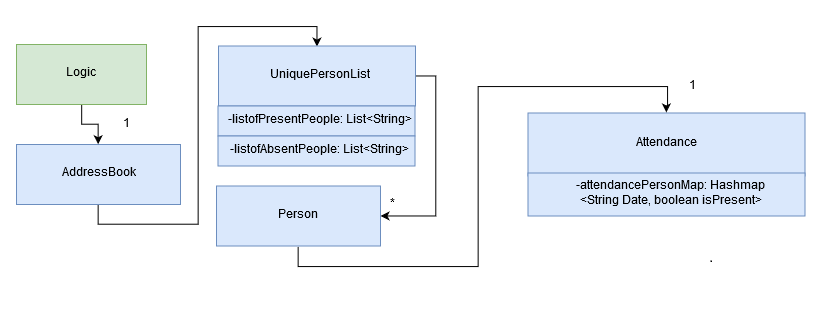 Logic
1
AddressBook
UniquePersonList
-listofPresentPeople: List<String>
-listofAbsentPeople: List<String>
Person
*
1
Attendance
-attendancePersonMap: Hashmap
<String Date, boolean isPresent>
.